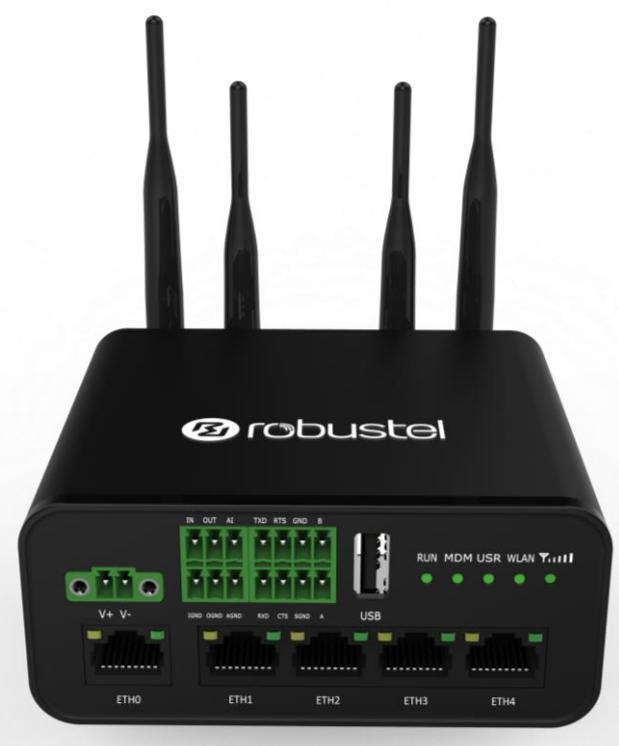 robustel
IN OUT AI TXD RTS GND B
RUN MDM USR WLAN
V+ V-
IGND OGND AGND RXD CTS SGND A
USB
ETH0 ETH1 ETH2 ETH3 ETH4